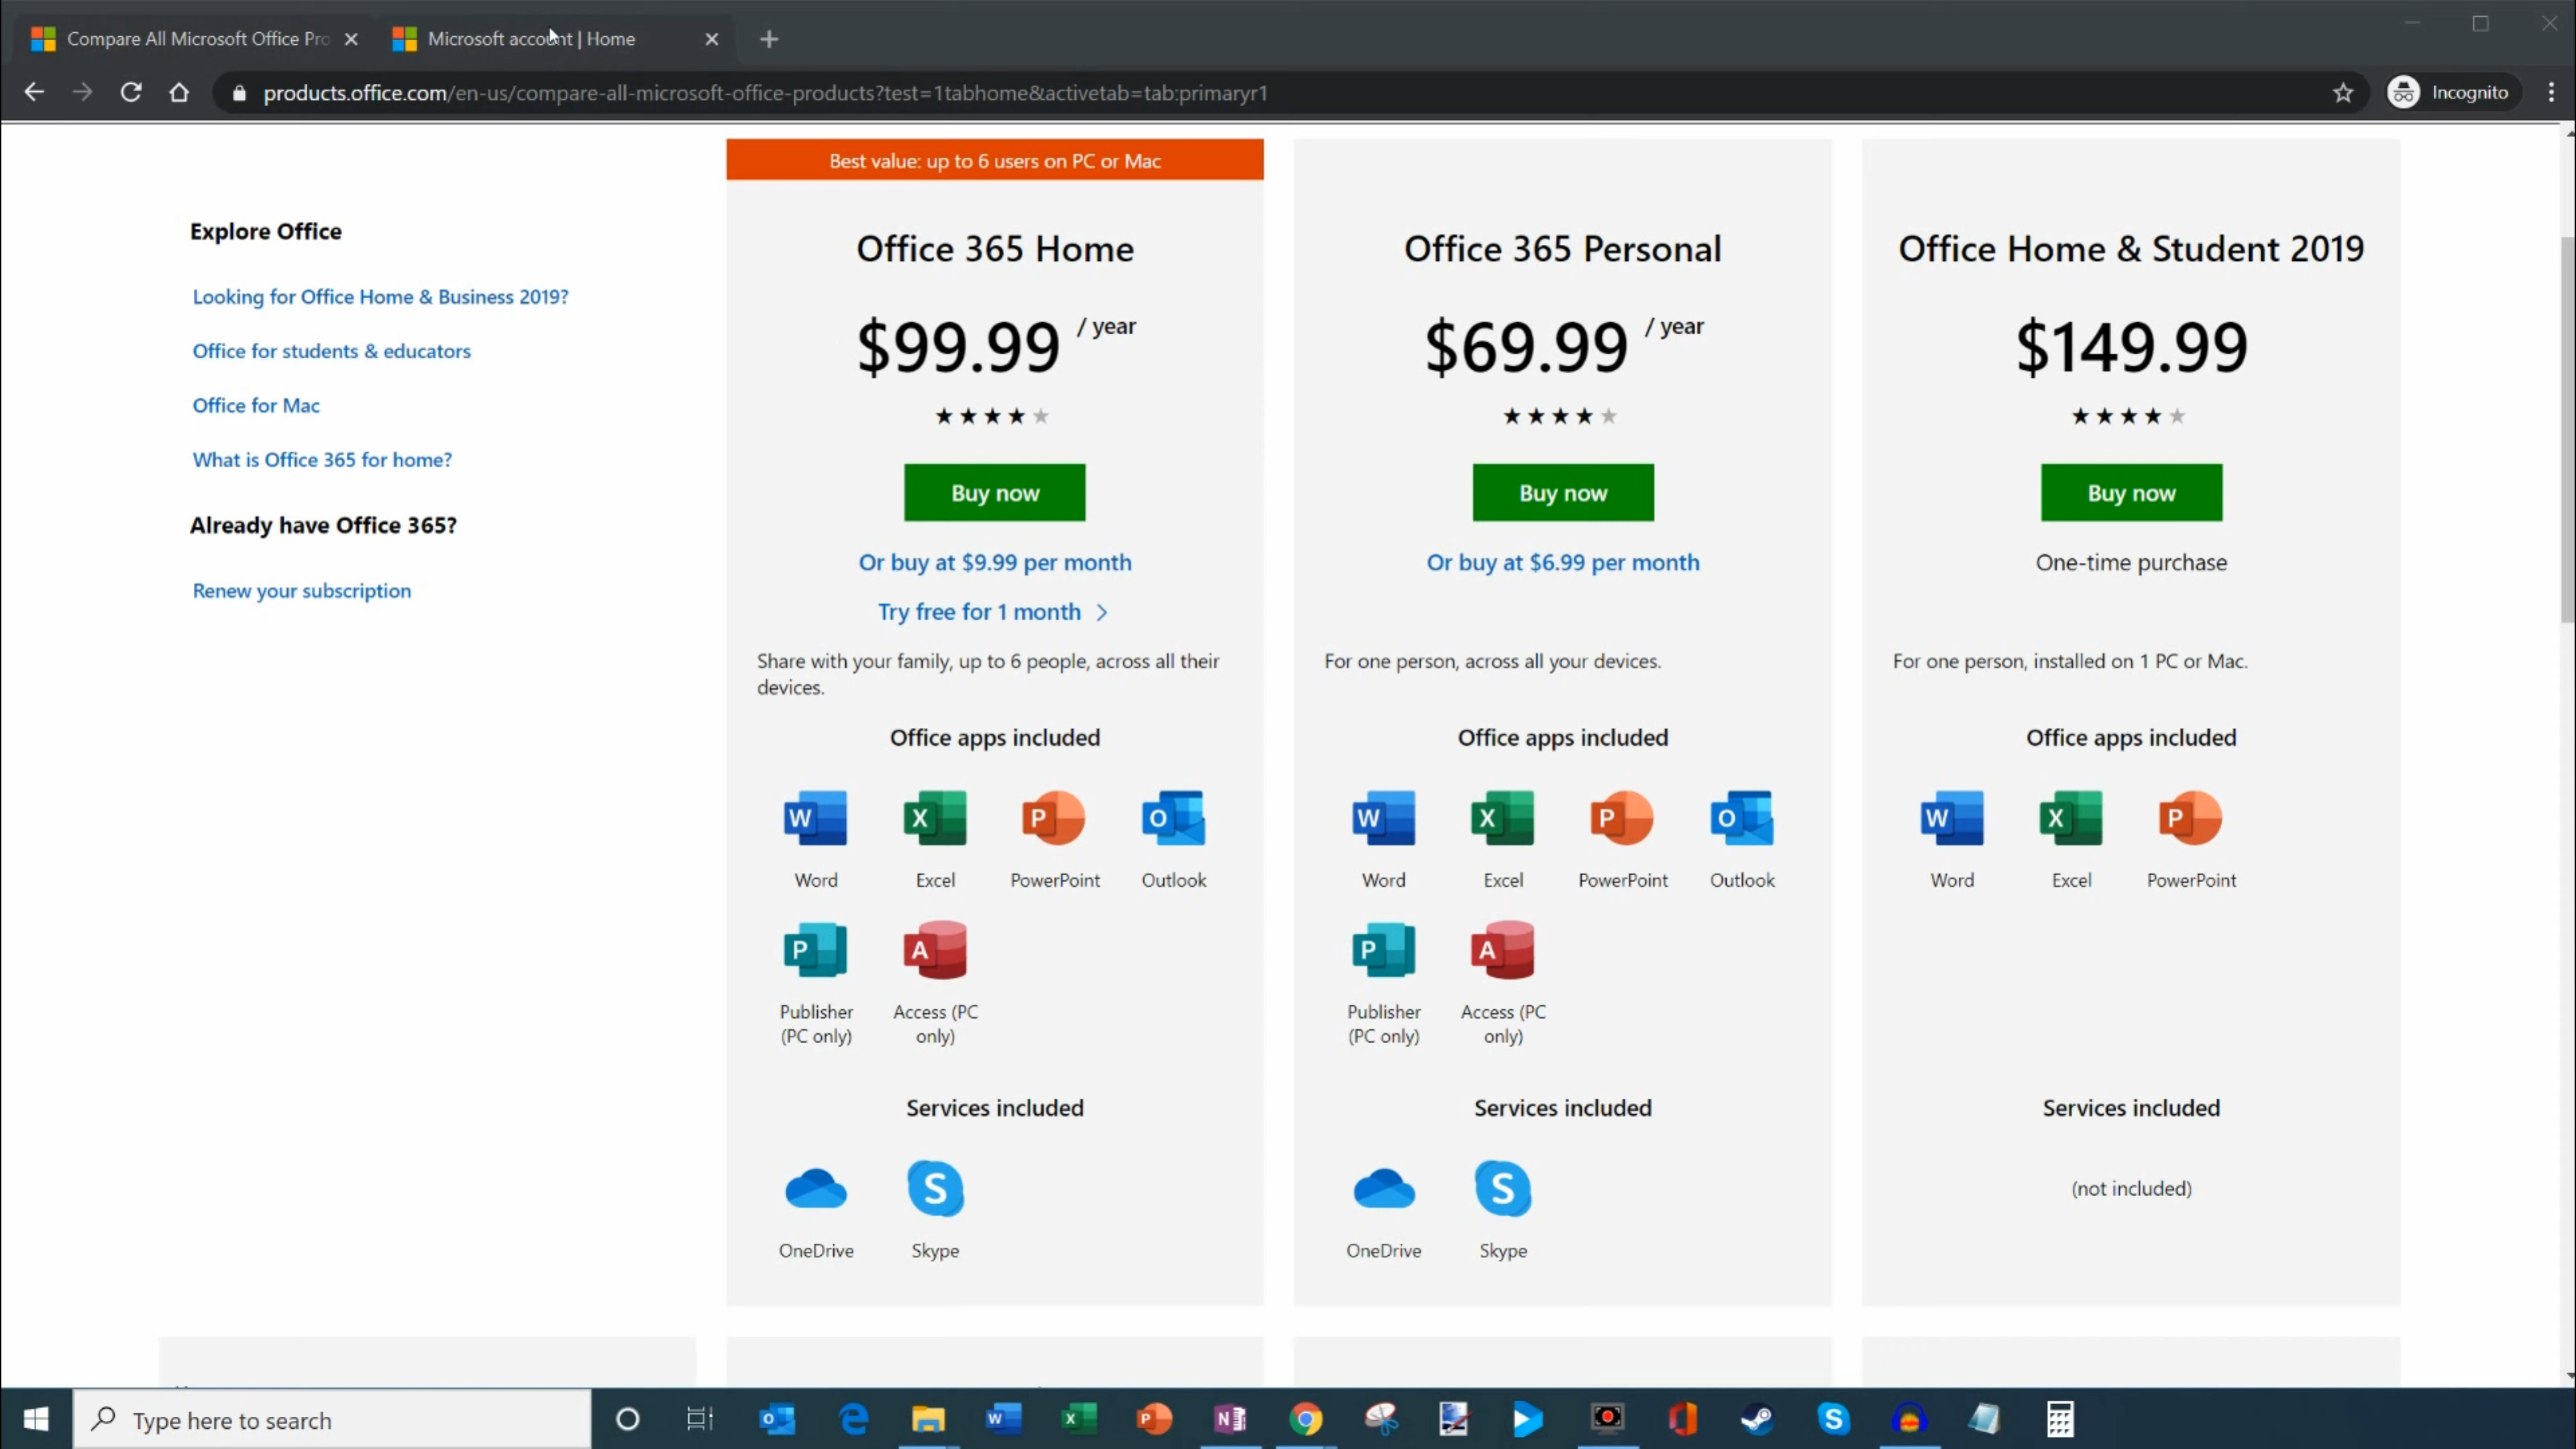 Compare All Microsoft Office Pro
Microsoft account | Home
products.office.com/en-us/compare-all-microsoft-office-products?test=1tabhome&activetab=tab:primaryr1
Incognito
Explore Office
Looking for Office Home & Business 2019?
Office for students & educators
Office for Mac
What is Office 365 for home?
Already have Office 365?
Renew your subscription
Best value: up to 6 users on PC or Mac
Office 365 Home
$99.99 / year
Buy now
Or buy at $9.99 per month
Try free for 1 month
Share with your family, up to 6 people, across all their
devices.
Office apps included
W X P O
Word Excel PowerPoint Outlook
P A
Publisher Access (PC
(PC only) only)
Services included
S
OneDrive Skype
Office 365 Personal
$69.99 / year
Buy now
Or buy at $6.99 per month
For one person, across all your devices.
Office apps included
W X P O
Word Excel PowerPoint Outlook
P A
Publisher Access (PC
(PC only) only)
Services included
S
OneDrive Skype
Office Home & Student 2019
$149.99
Buy now
One-time purchase
For one person, installed on 1 PC or Mac.
Office apps included
W X P
Word Excel PowerPoint
Services included
(not included)
Type here to search